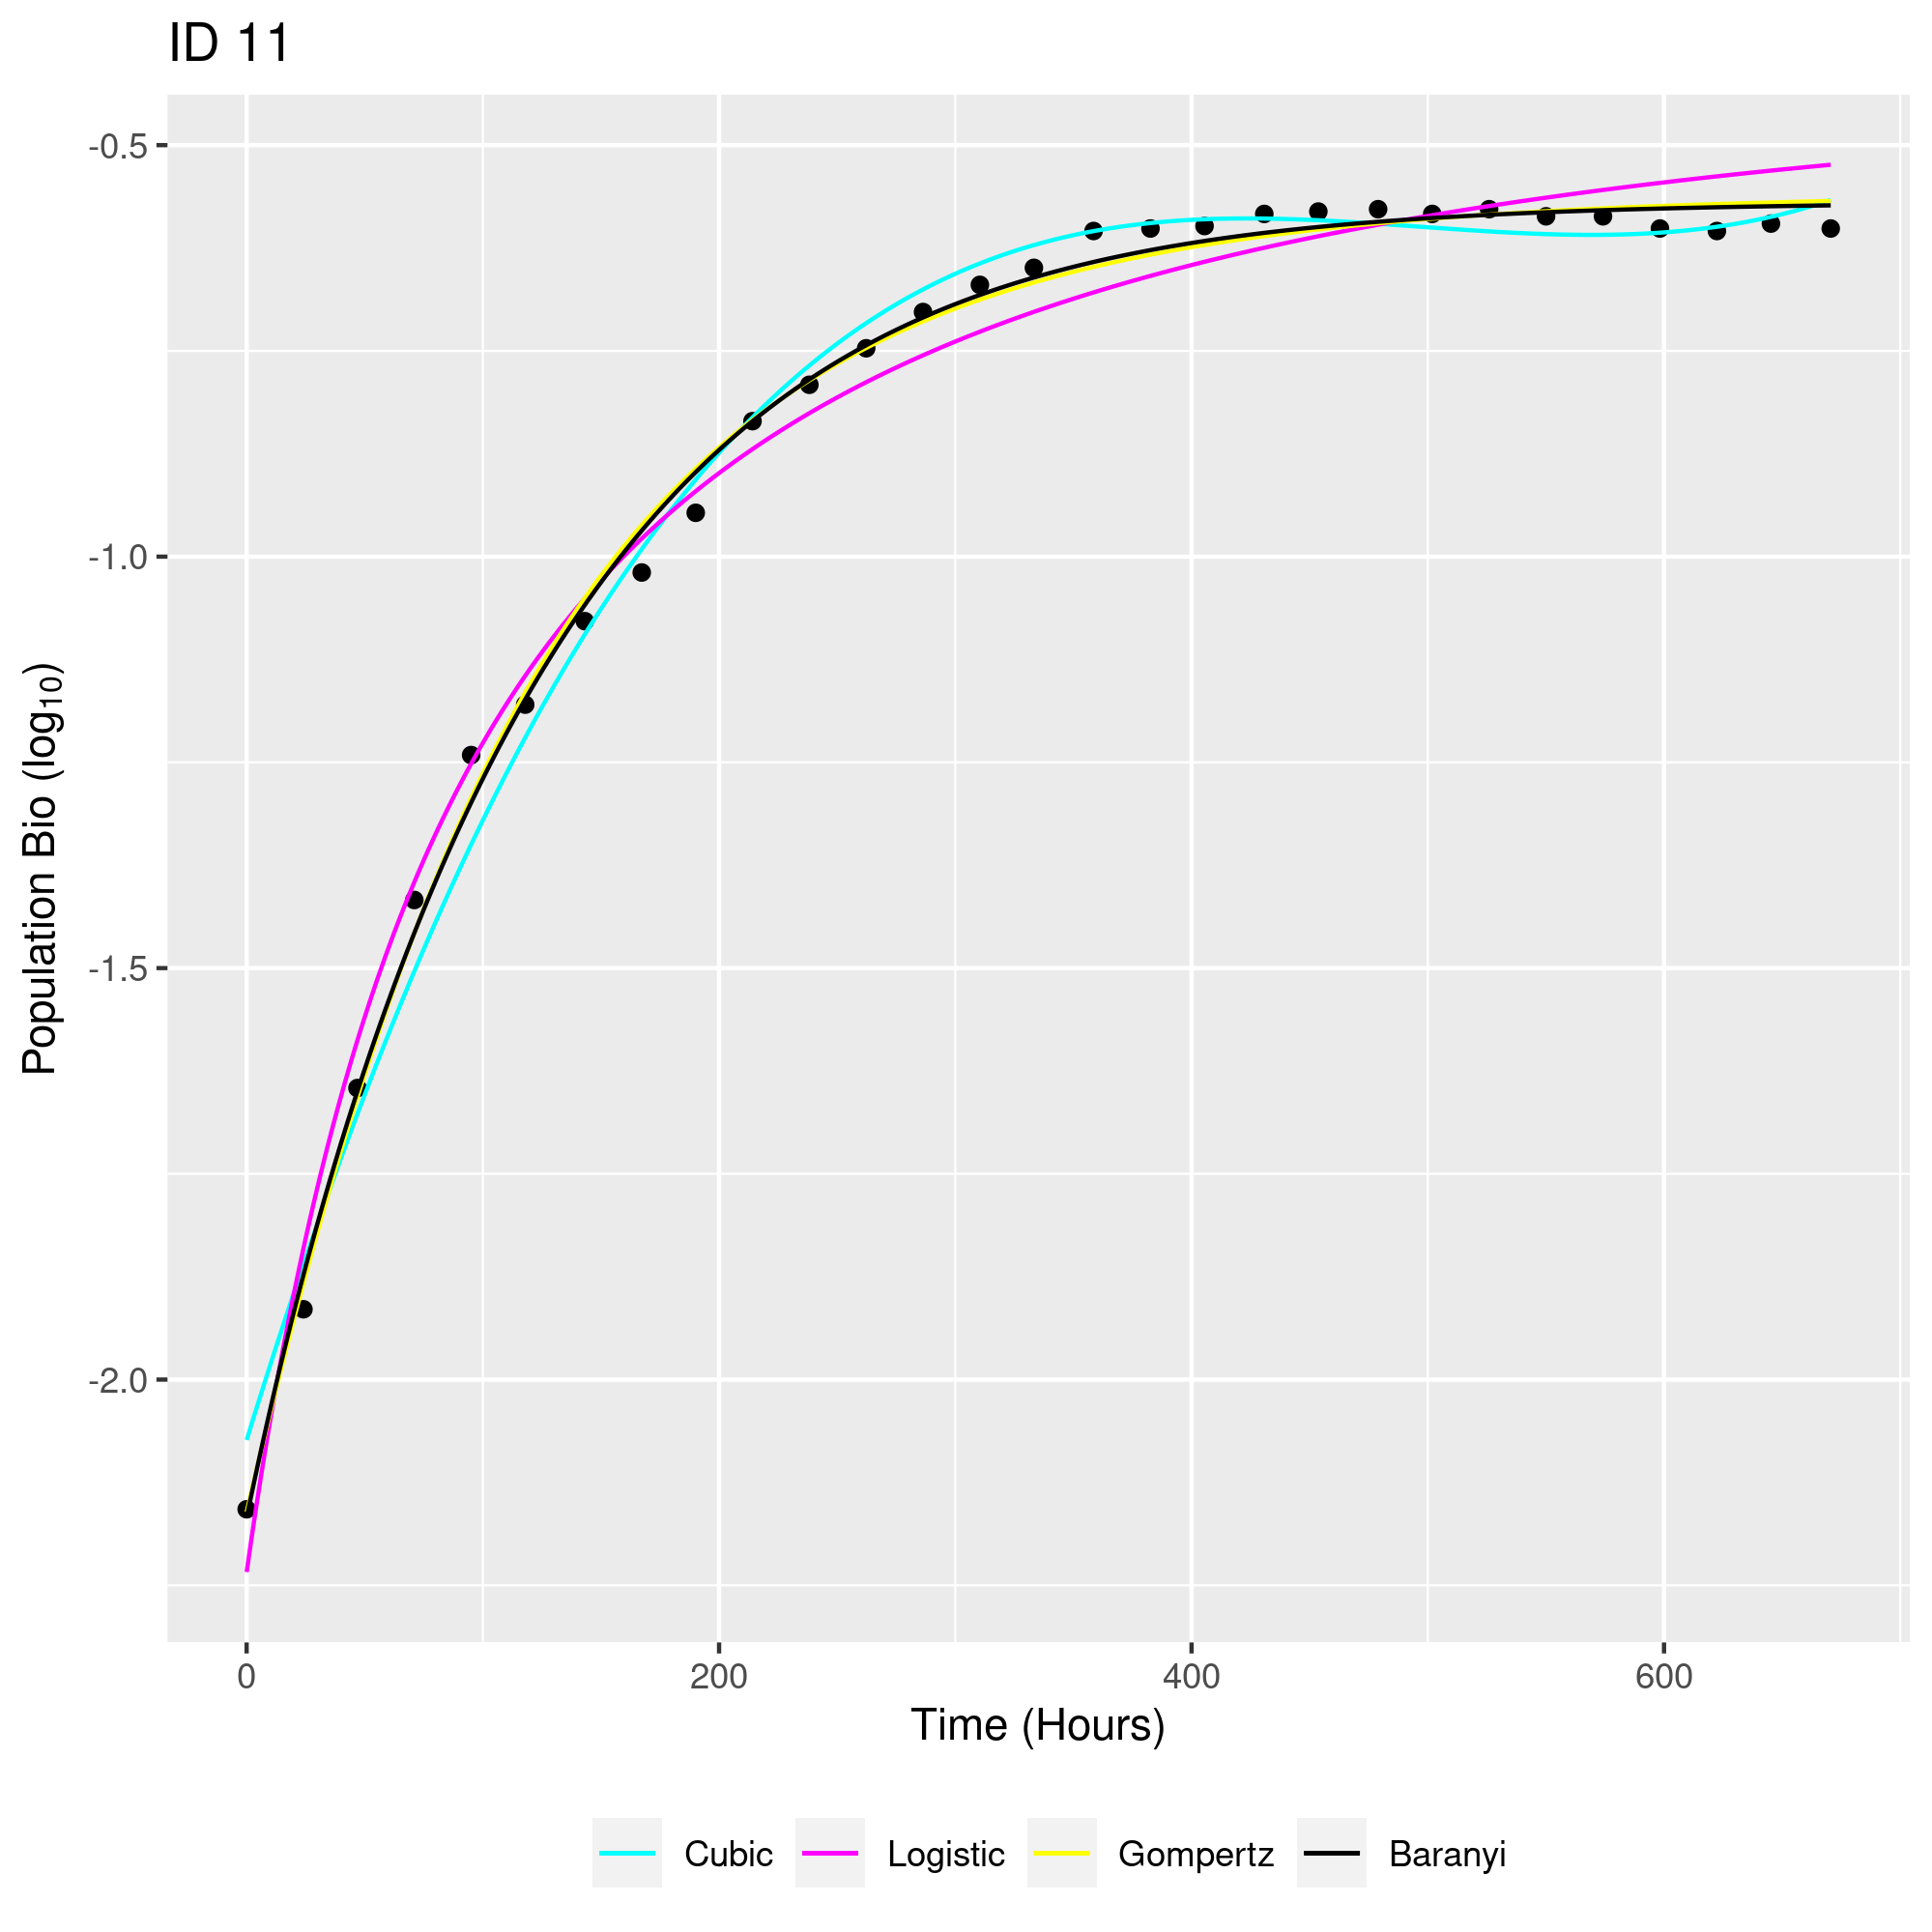 ID 11
-0.5
-1.0
-1.5
-2.0
Population Bio (log₁₀)
0 200 400 600
Time (Hours)
Cubic Logistic Gompertz Baranyi